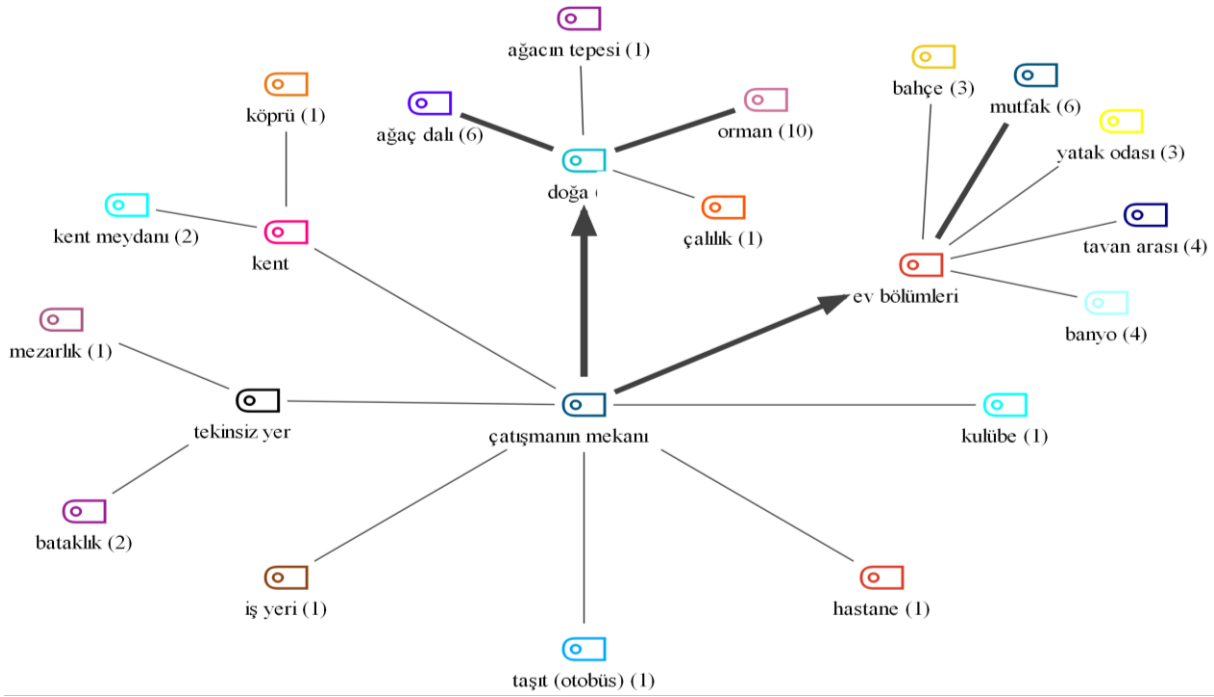 ağacın tepesi (1)
bahçe (3)
mutfak (6)
köprü (1)
ağaç dalı (6)
orman (10)
yatak odası (3)
doğa (
kent meydanı (2)
kent
çalılık (1)
tavan arası (4)
ev bölümleri
banyo (4)
mezarlık (1)
tekinsiz yer
çatışmanın mekanı
kulübe (1)
bataklık (2)
iş yeri (1)
hastane (1)
taşıt (otobüs) (1)